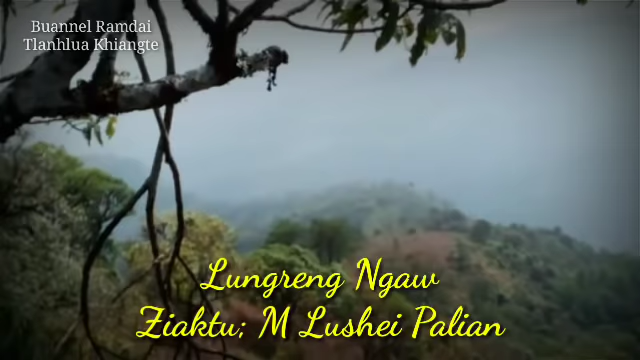 Buannel Ramdai
Tlanhlua Khiangte
Lungreng Ngaw
Ziaktu; M Lushei Palian